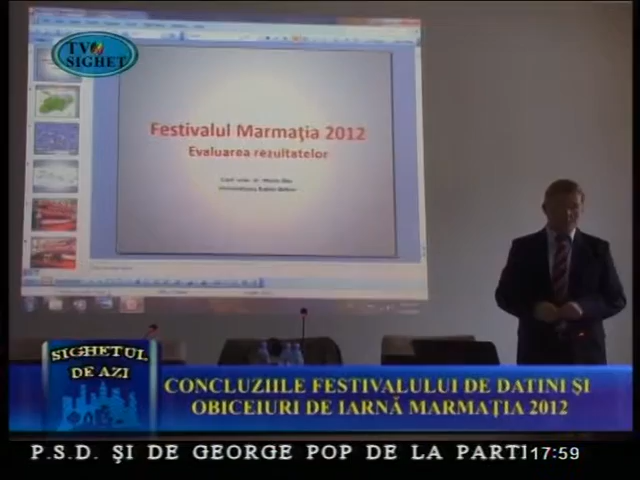 TV SIGHET
Festivalul Marmaţia 2012
Evaluarea rezultatelor
SIGHETUL
DE AZI
CONCLUZIILE FESTIVALULUI DE DATINI ŞI
OBICEIURI DE IARNĂ MARMAŢIA 2012
P.S.D. ŞI DE GEORGE POP DE LA PARTI 17:59